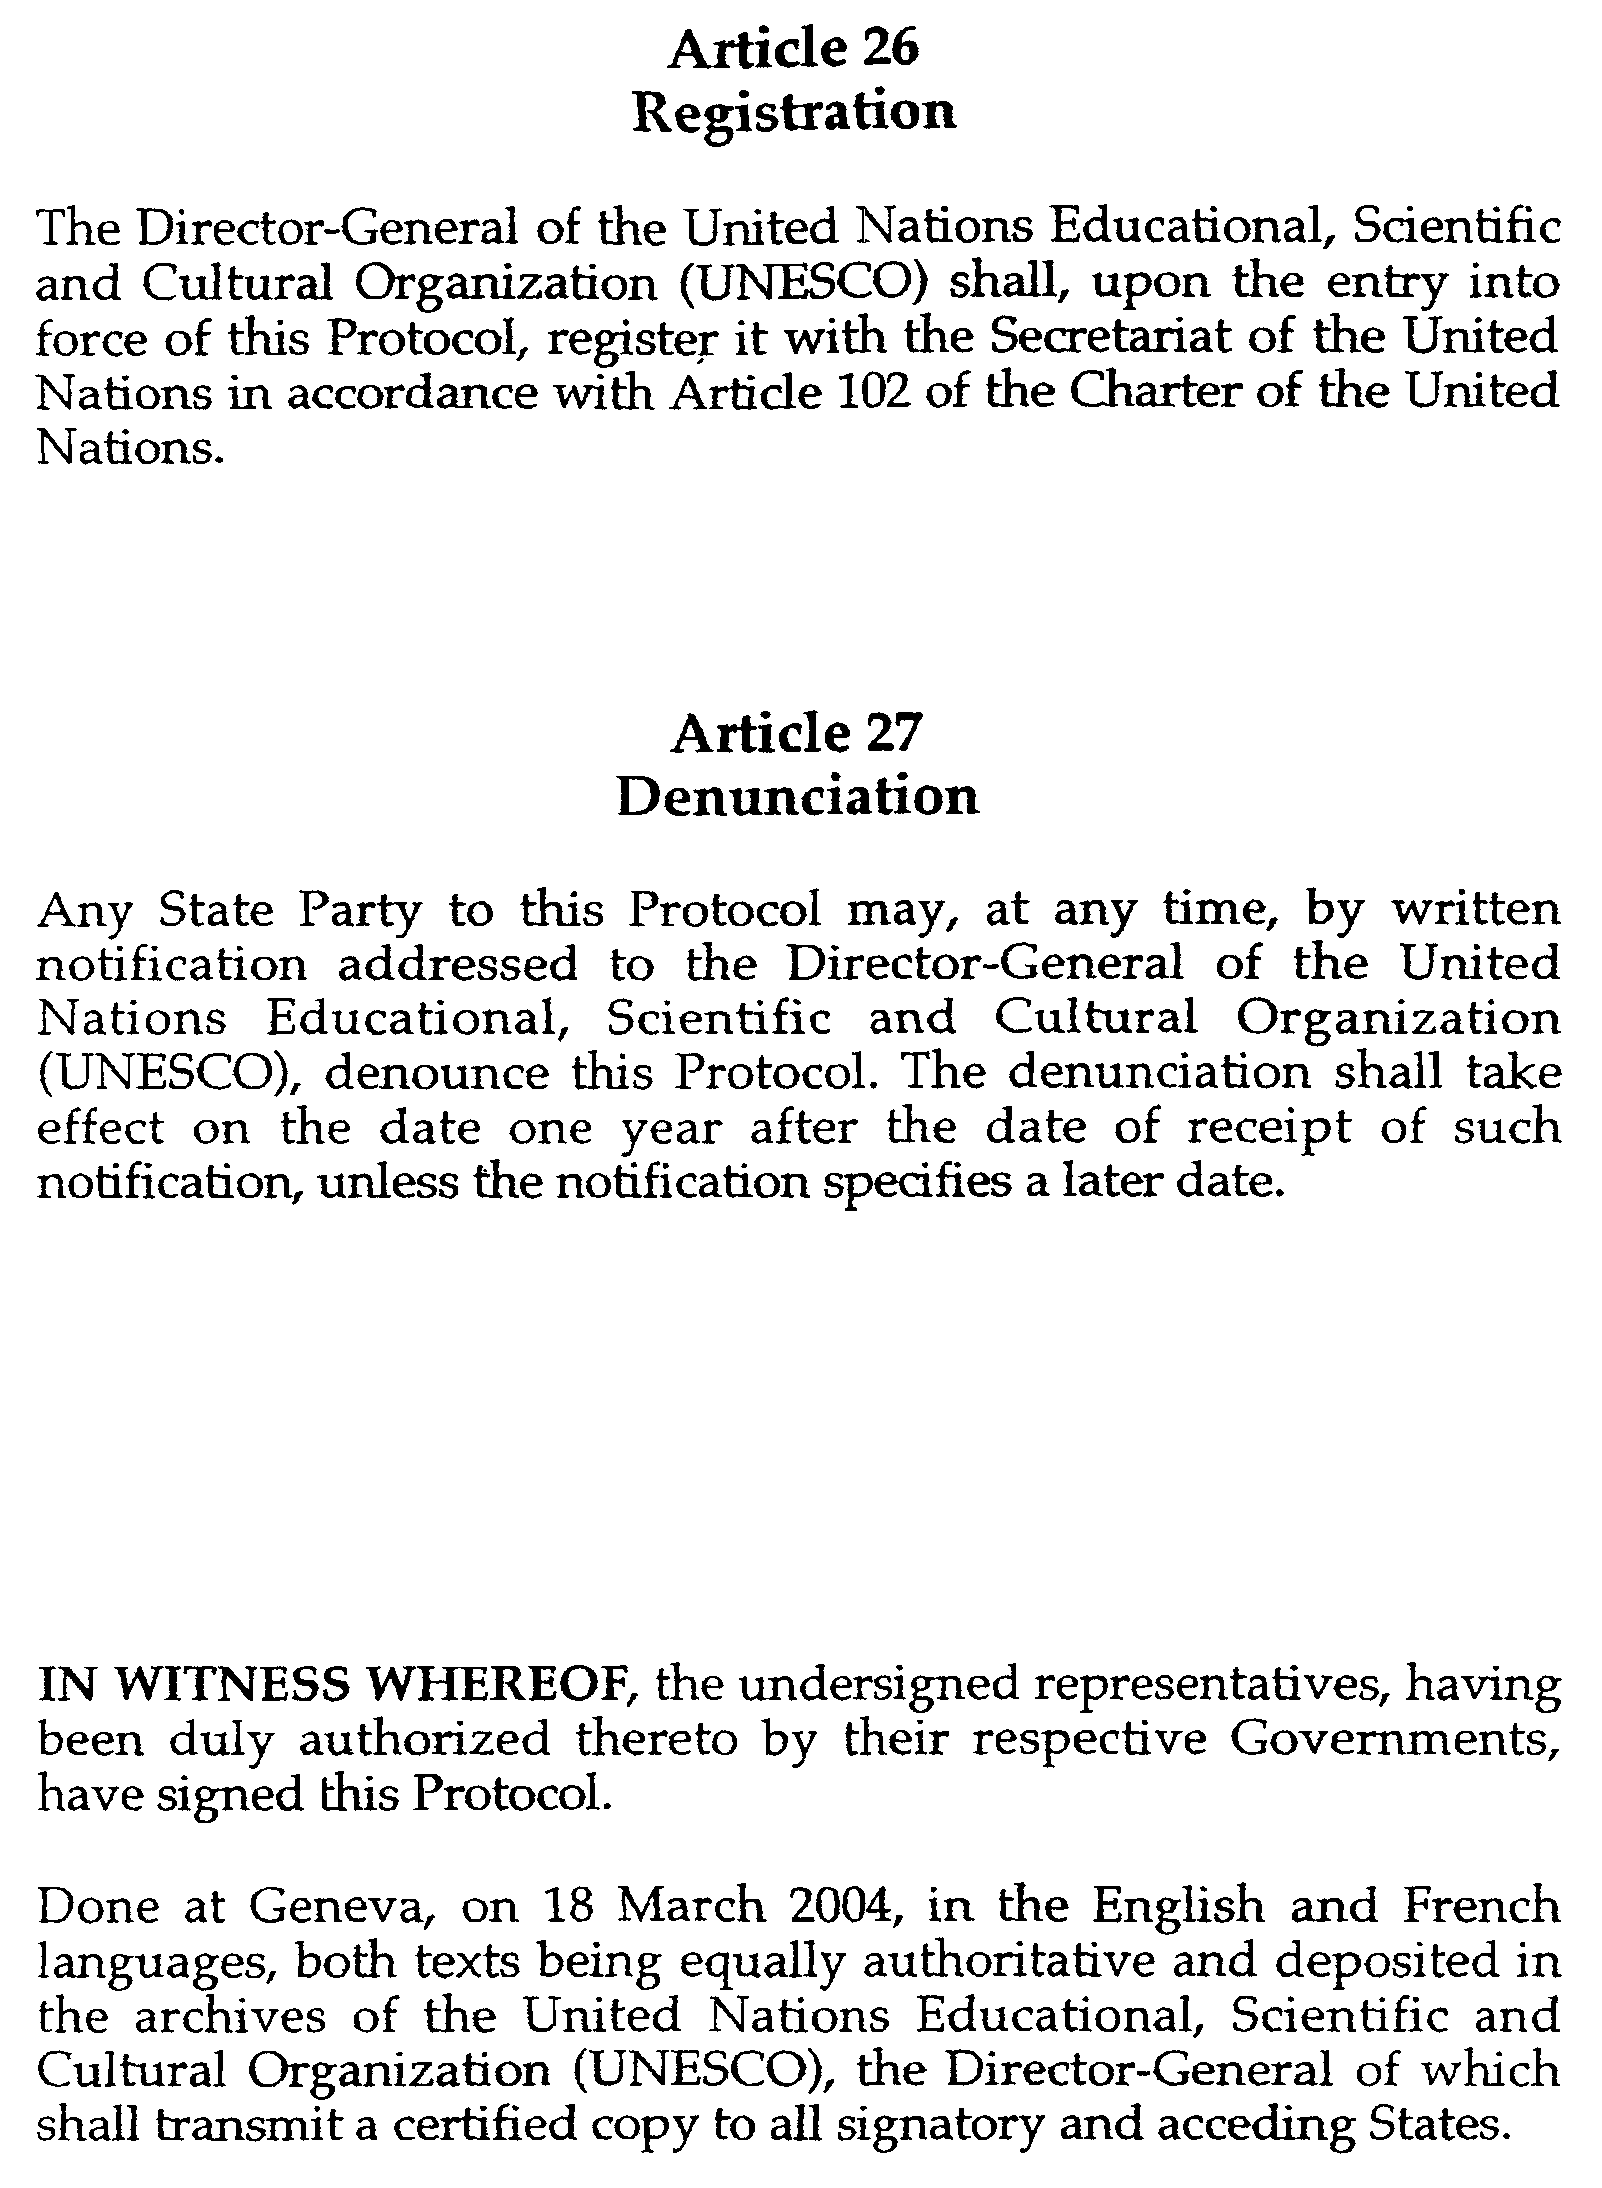 Article 26
Registration
The Director-General of the United Nations Educational, Scientific
and Cultural Organization (UNESCO) shall, upon the entry into
force of this Protocol, register it with the Secretariat of the United
Nations in accordance with Article 102 of the Charter of the United
Nations.
Article 27
Denunciation
Any State Party to this Protocol may, at any time, by written
notification addressed to the Director-General of the United
Nations Educational, Scientific and Cultural Organization
(UNESCO), denounce this Protocol. The denunciation shall take
effect on the date one year after the date of receipt of such
notification, unless the notification specifies a later date.
IN WITNESS WHEREOF, the undersigned representatives, having
been duly authorized thereto by their respective Governments,
have signed this Protocol.
Done at Geneva, on 18 March 2004, in the English and French
languages, both texts being equally authoritative and deposited in
the archives of the United Nations Educational, Scientific and
Cultural Organization (UNESCO), the Director-General of which
shall transmit a certified copy to all signatory and acceding States.